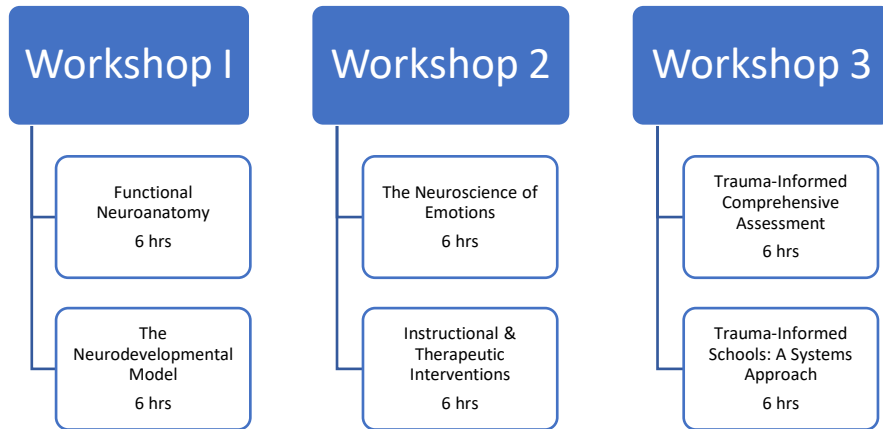 Workshop I
Functional
Neuroanatomy
6 hrs
The
Neurodevelopmental
Model
6 hrs
Workshop 2
The Neuroscience of
Emotions
6 hrs
Instructional &
Therapeutic
Interventions
6 hrs
Workshop 3
Trauma-Informed
Comprehensive
Assessment
6 hrs
Trauma-Informed
Schools: A Systems
Approach
6 hrs